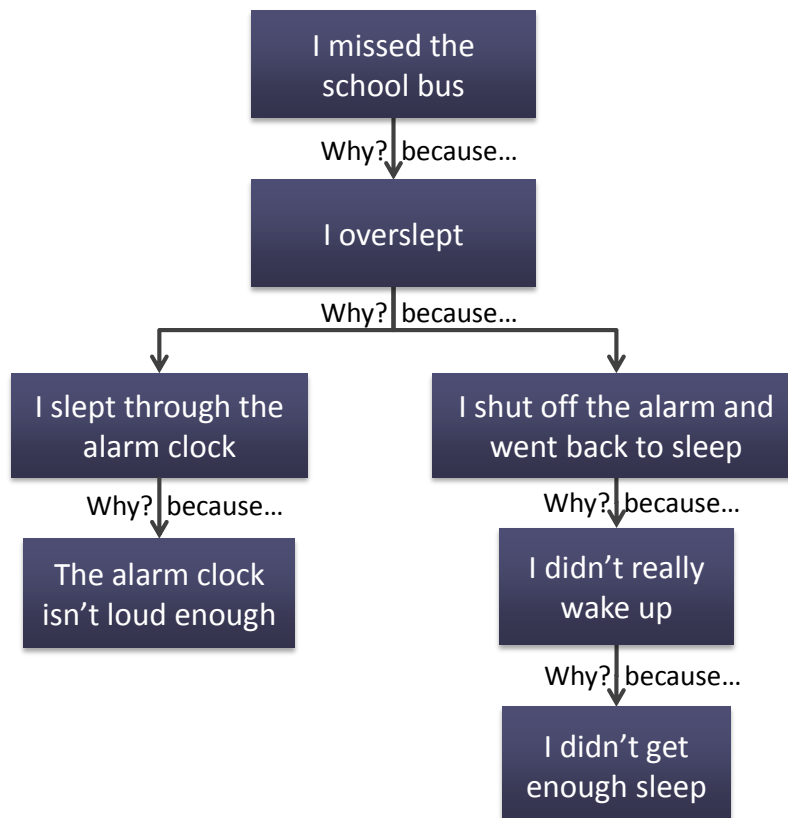 I missed the
school bus
Why? because…
I overslept
Why? because…
I slept through the
alarm clock
I shut off the alarm and
went back to sleep
Why? because…
Why? because…
The alarm clock
isn’t loud enough
I didn’t really
wake up
Why? because…
I didn’t get
enough sleep